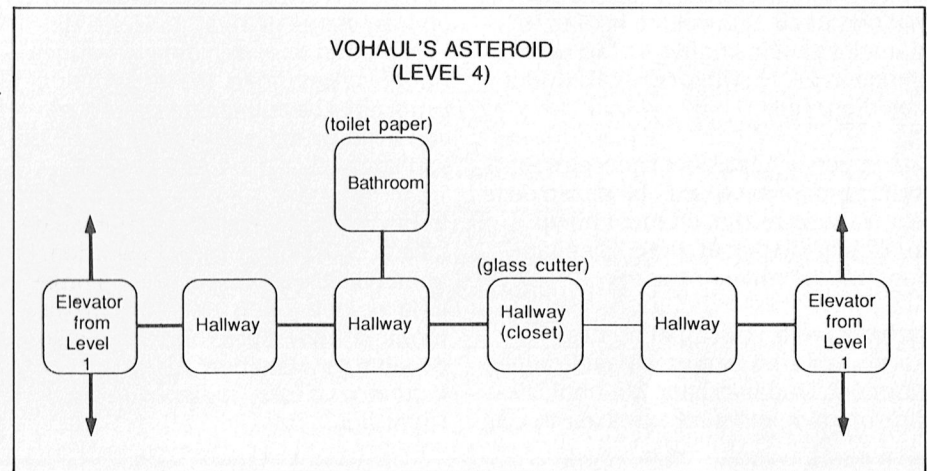 VOHAUL'S ASTEROID
(LEVEL 4)
(toilet paper)
Bathroom
(glass cutter)
Elevator
from
Level
1
Hallway
Hallway
Hallway
(closet)
Hallway
Elevator
from
Level
1